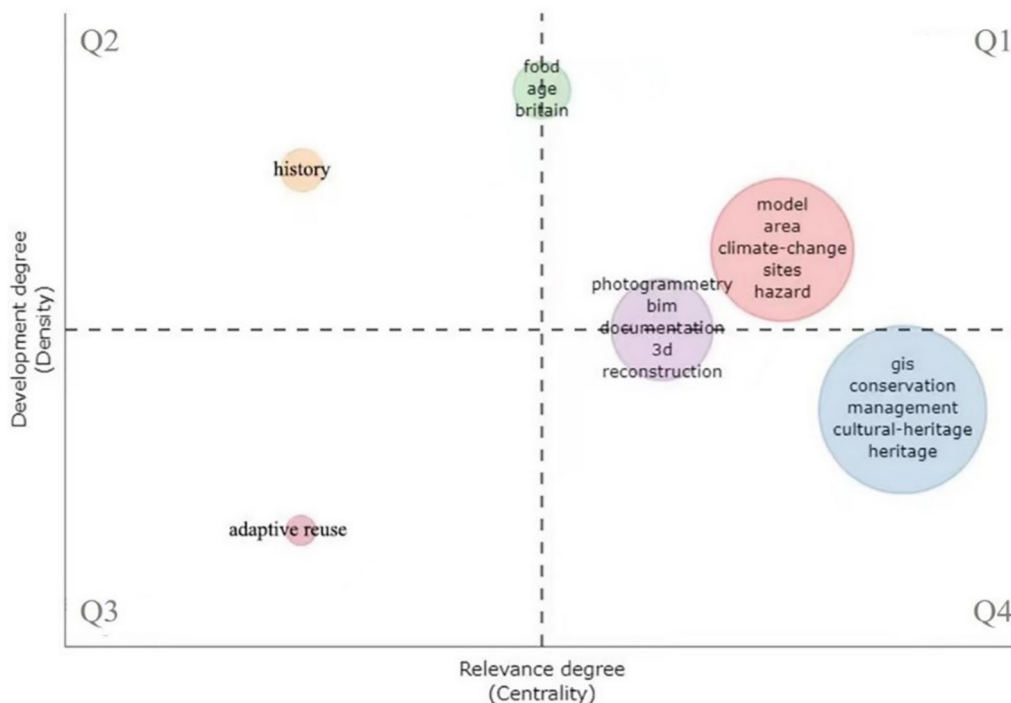 Q2
Q1
food
age
britain
history
model
area
climate-change
sites
hazard
photogrammetry
bim
documentation
3d
reconstruction
gis
conservation
management
cultural-heritage
heritage
adaptive reuse
Q3
Q4
Development degree
(Density)
Relevance degree
(Centrality)